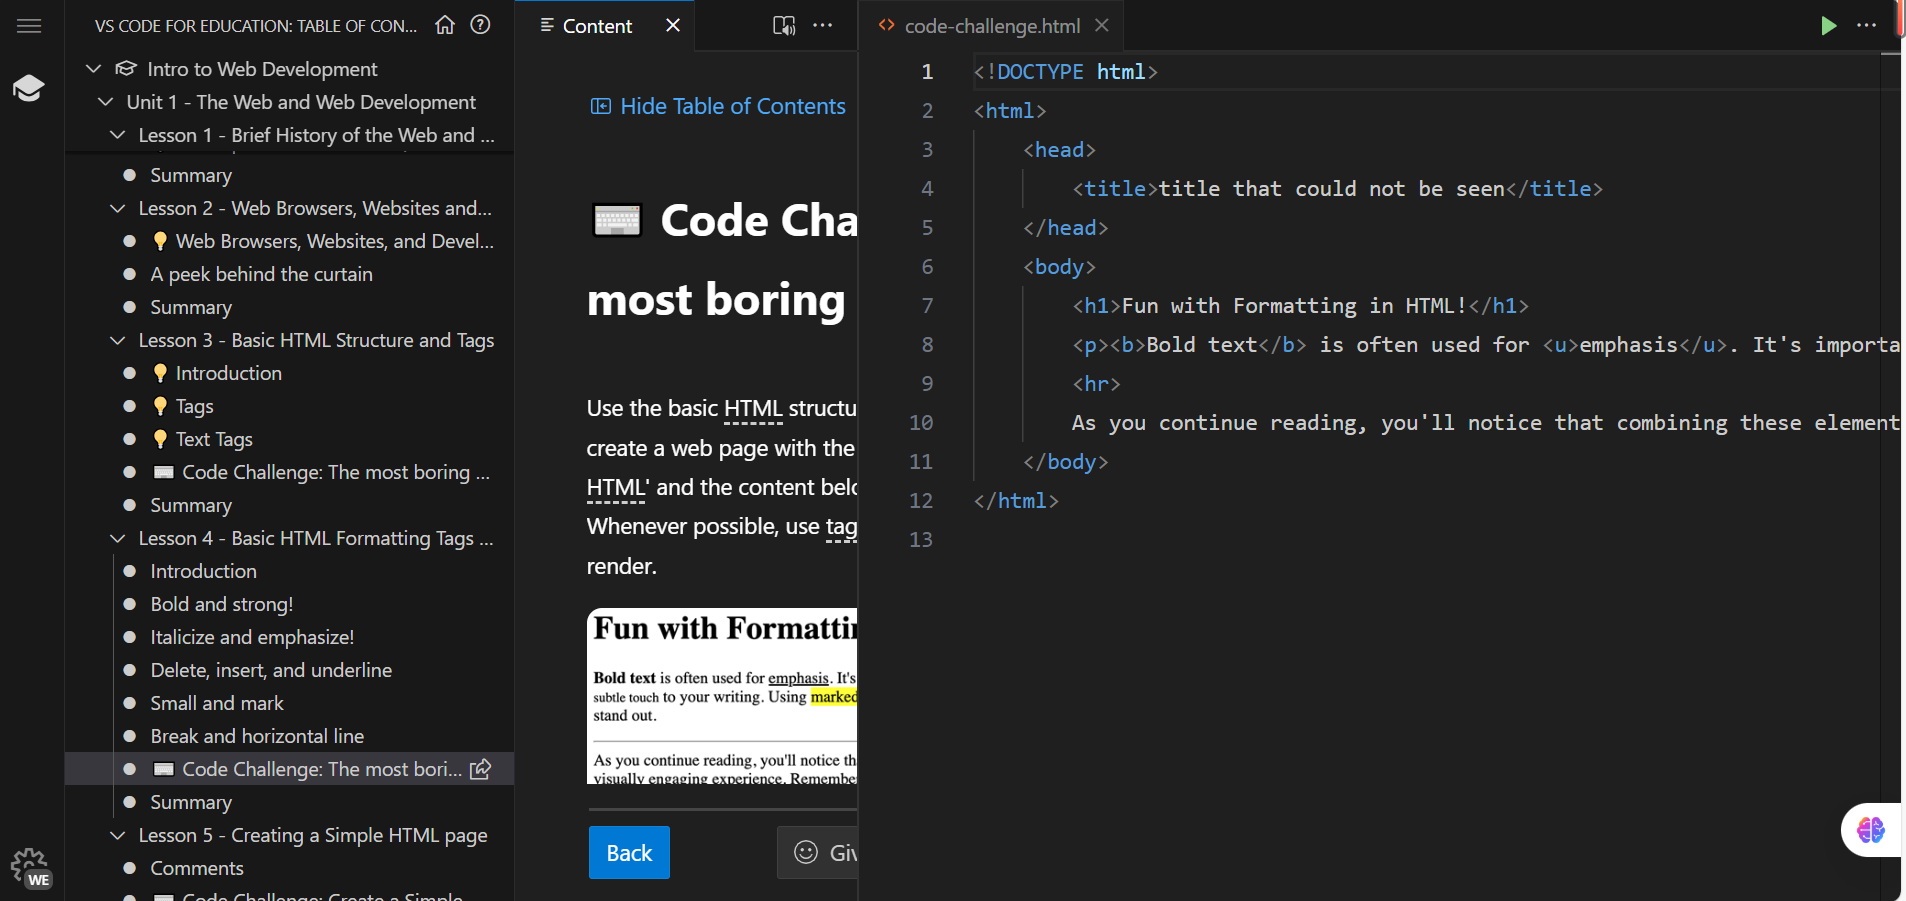 VS CODE FOR EDUCATION: TABLE OF CON...
Intro to Web Development
Unit 1 - The Web and Web Development
Lesson 1 - Brief History of the Web and ...
Summary
Lesson 2 - Web Browsers, Websites and...
Web Browsers, Websites, and Devel...
A peek behind the curtain
Summary
Lesson 3 - Basic HTML Structure and Tags
Introduction
Tags
Text Tags
Code Challenge: The most boring ...
Summary
Lesson 4 - Basic HTML Formatting Tags ...
Introduction
Bold and strong!
Italicize and emphasize!
Delete, insert, and underline
Small and mark
Break and horizontal line
Code Challenge: The most bori...
Summary
Lesson 5 - Creating a Simple HTML page
Comments
Code Challenge: Create a Simple
WE
Content
Hide Table of Contents
Code Cha
most boring
Use the basic HTML structu
create a web page with the
HTML' and the content belo
Whenever possible, use tag
render.
Fun with Formattin
Bold text is often used for emphasis. It's
subtle touch to your writing. Using marked
stand out.
As you continue reading, you'll notice th
visually engaging experience. Remember
Back
Giv
code-challenge.html
1 <!DOCTYPE html>
2 <html>
3 <head>
4 <title>title that could not be seen</title>
5 </head>
6 <body>
7 <h1>Fun with Formatting in HTML!</h1>
8 <p><b>Bold text</b> is often used for <u>emphasis</u>. It's importa
9 <hr>
10 As you continue reading, you'll notice that combining these element
11 </body>
12 </html>
13